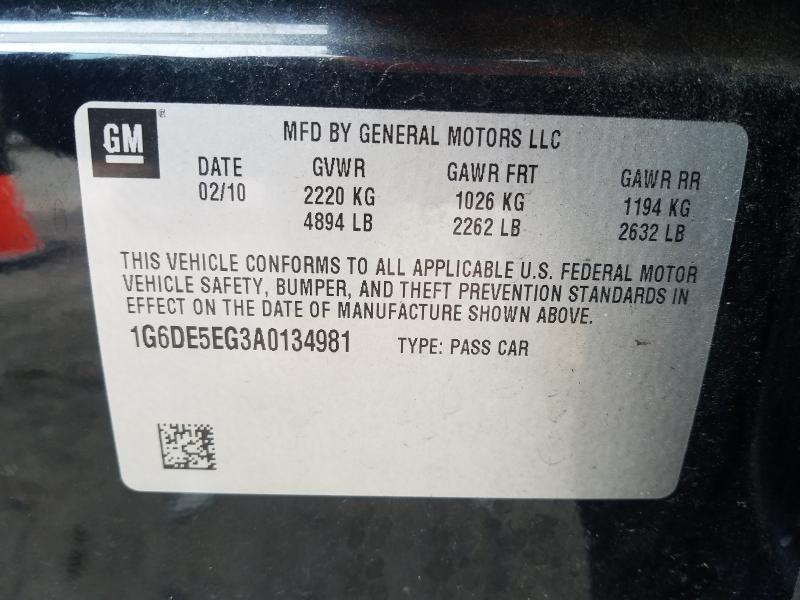 GM
MFD BY GENERAL MOTORS LLC
DATE GVWR GAWR FRT GAWR RR
02/10 2220 KG 1026 KG 1194 KG
4894 LB 2262 LB 2632 LB
THIS VEHICLE CONFORMS TO ALL APPLICABLE U.S. FEDERAL MOTOR
VEHICLE SAFETY, BUMPER, AND THEFT PREVENTION STANDARDS IN
EFFECT ON THE DATE OF MANUFACTURE SHOWN ABOVE.
1G6DE5EG3A0134981 TYPE: PASS CAR